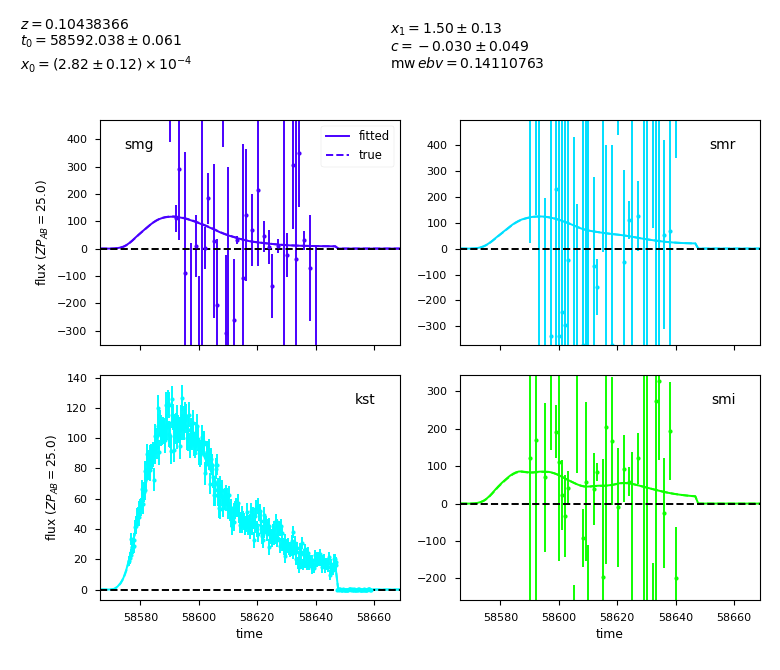 z = 0.10438366
t₀ = 58592.038 ± 0.061
x₀ = (2.82 ± 0.12) × 10⁻⁴
x₁ = 1.50 ± 0.13
c = −0.030 ± 0.049
mw ebv = 0.14110763
smg
fitted
true
400
300
200
100
0
−100
−200
−300
flux (ZP_AB = 25.0)
smr
400
300
200
100
0
−100
−200
−300
kst
140
120
100
80
60
40
20
0
flux (ZP_AB = 25.0)
58580 58600 58620 58640 58660
time
smi
300
200
100
0
−100
−200
58580 58600 58620 58640 58660
time